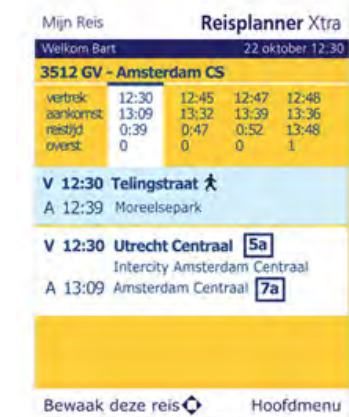 Mijn Reis Reisplanner Xtra
Welkom Bart 22 oktober 12:30
3512 GV - Amsterdam CS
vertrek 12:30 12:45 12:47 12:48
aankomst 13:09 13:32 13:39 13:36
reistijd 0:39 0:47 0:52 13:48
overst 0 0 0 1
V 12:30 Telingstraat
A 12:39 Moreelsepark
V 12:30 Utrecht Centraal 5a
Intercity Amsterdam Centraal
A 13:09 Amsterdam Centraal 7a
Bewaak deze reis Hoofdmenu